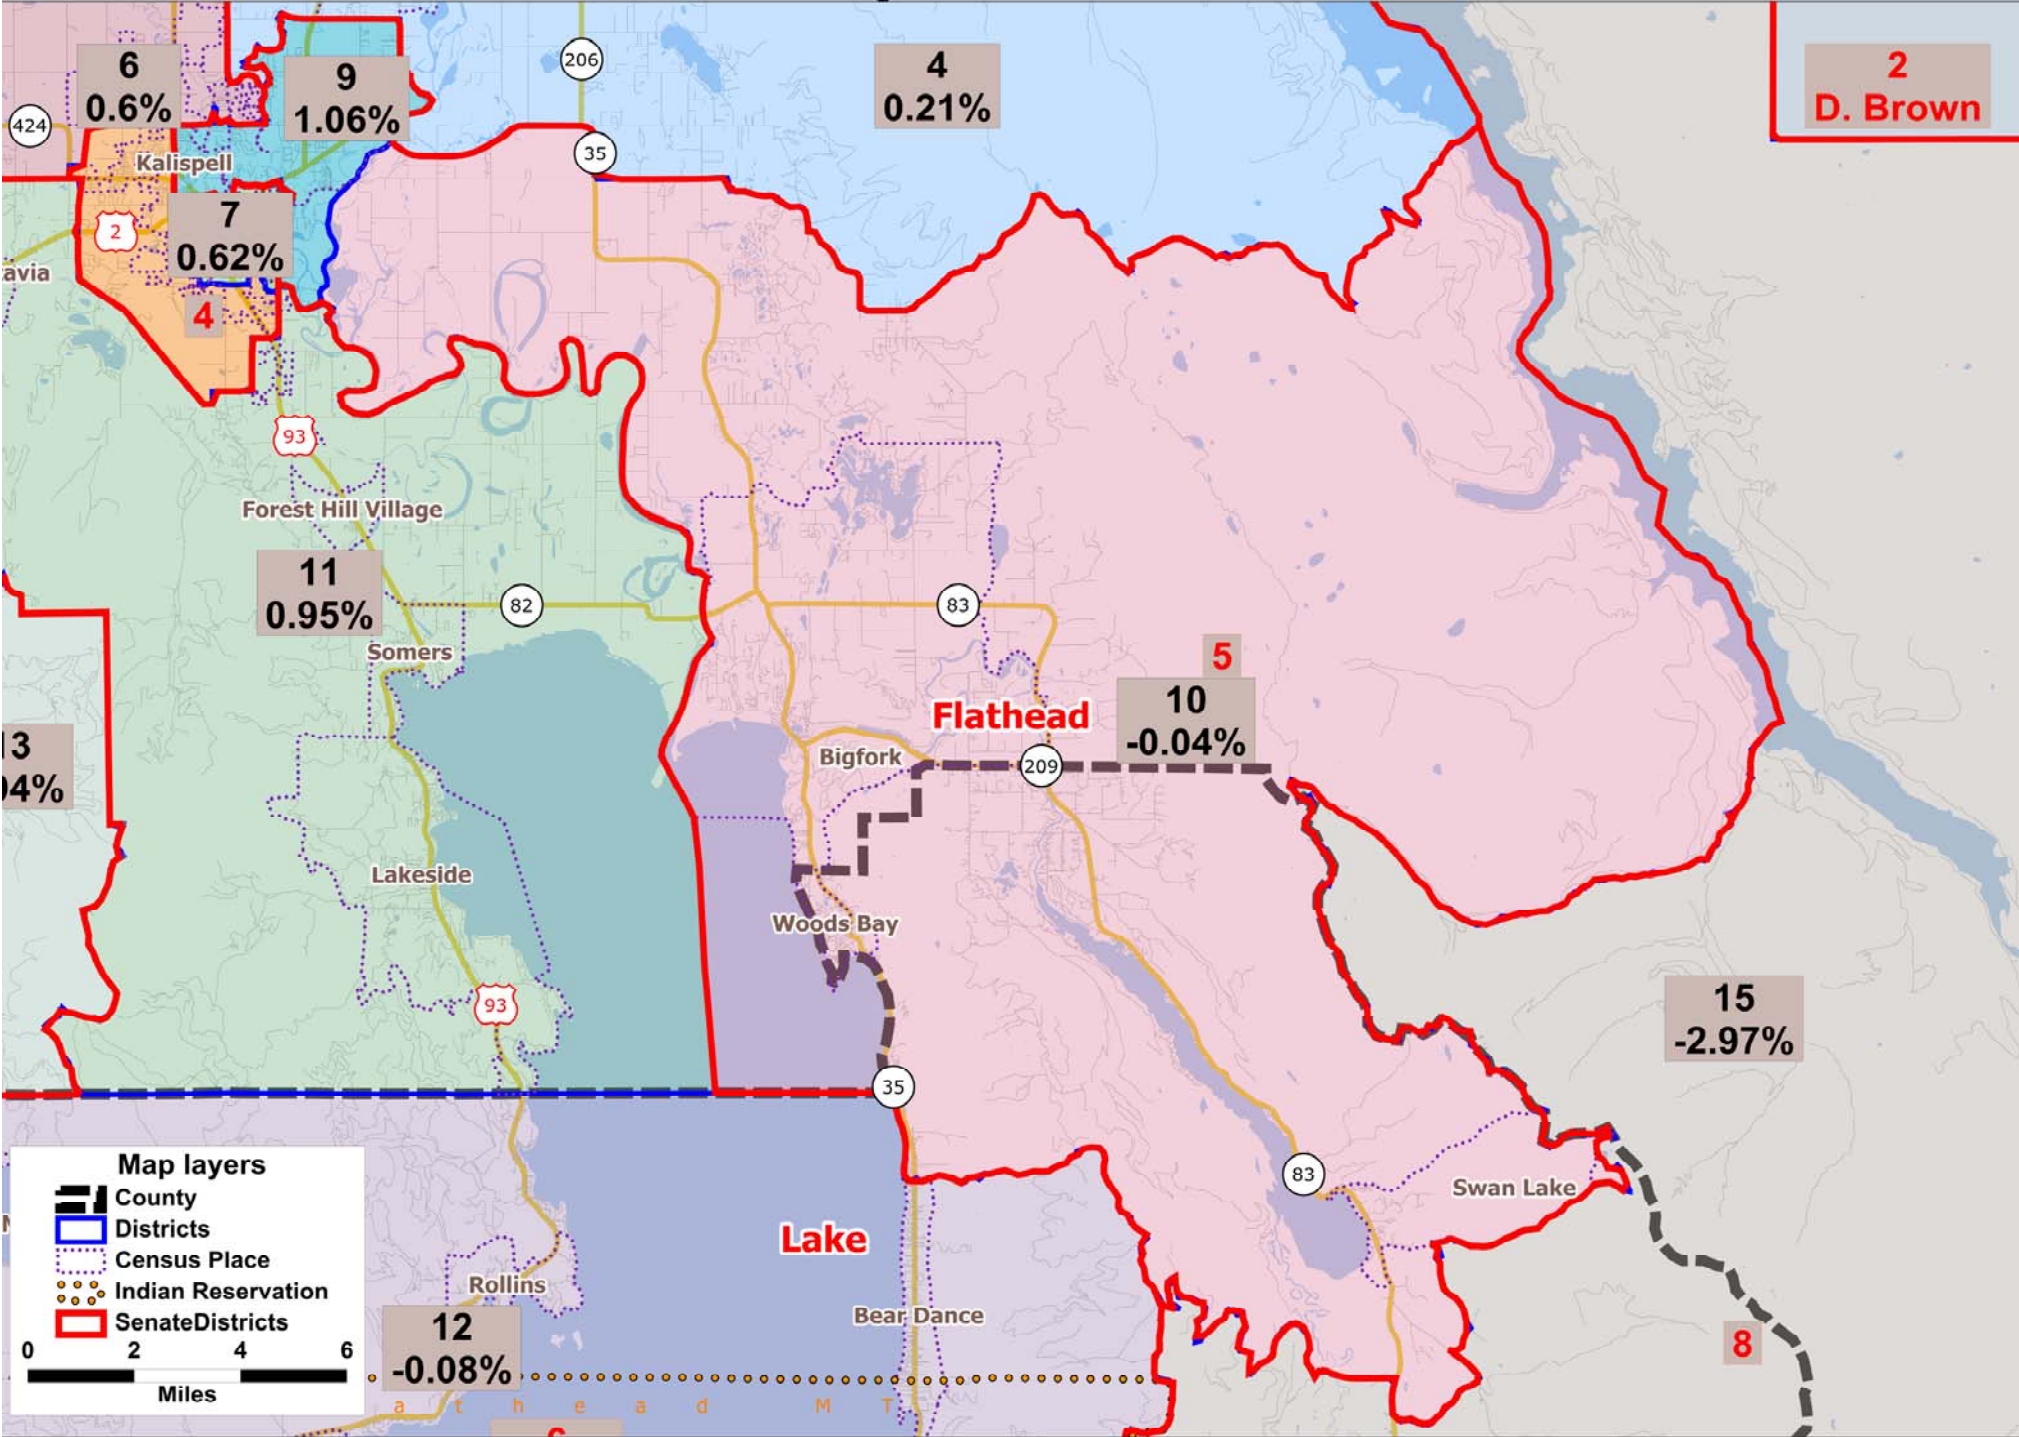 6
0.6%
9
1.06%
206
4
0.21%
2
D. Brown
424
Kalispell
35
7
0.62%
2
avia
4
93
Forest Hill Village
11
0.95%
82
83
Somers
5
10
-0.04%
Flathead
13
94%
Bigfork
209
Lakeside
Woods Bay
93
15
-2.97%
35
Map layers
County
Districts
Census Place
Indian Reservation
SenateDistricts
0 2 4 6
Miles
83
Swan Lake
Lake
Rollins
Bear Dance
12
-0.08%
8
a t h e a d M T